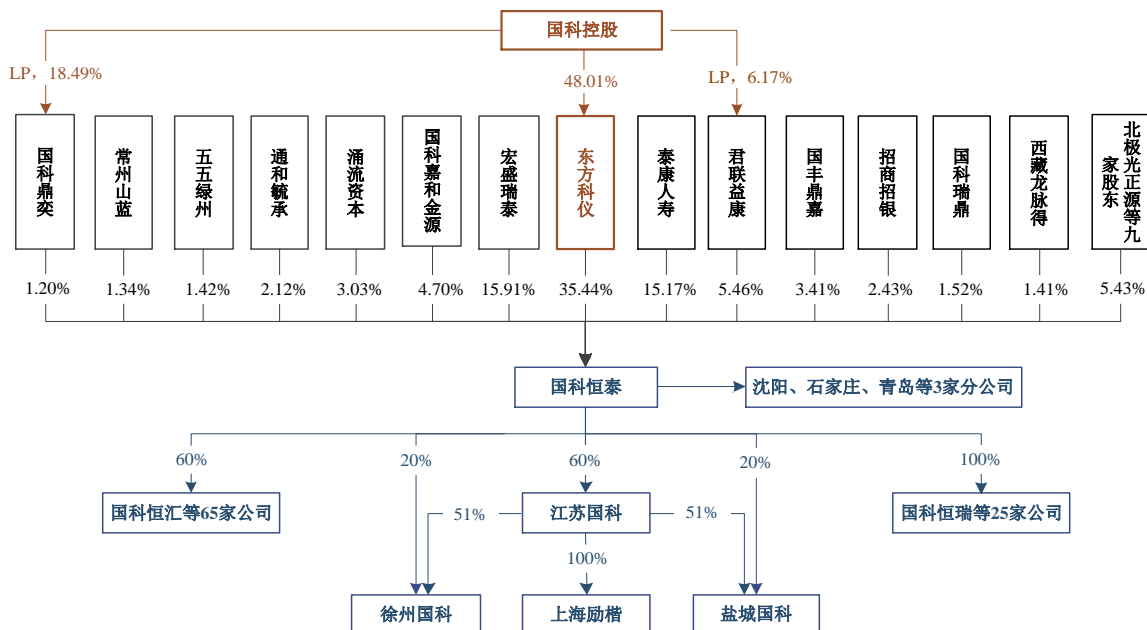 国科控股
LP，18.49%
48.01%
LP，6.17%
国科鼎奕
常州山蓝
五五绿州
通和毓承
涌流资本
国科嘉和金源
宏盛瑞泰
东方科仪
泰康人寿
君联益康
国丰鼎嘉
招商招银
国科瑞鼎
西藏龙脉得
北极光正源等九
家股东
1.20%
1.34%
1.42%
2.12%
3.03%
4.70%
15.91%
35.44%
15.17%
5.46%
3.41%
2.43%
1.52%
1.41%
5.43%
国科恒泰
沈阳、石家庄、青岛等3家分公司
60%
20%
60%
20%
100%
国科恒汇等65家公司
51%
江苏国科
51%
国科恒瑞等25家公司
100%
徐州国科
上海励楷
盐城国科